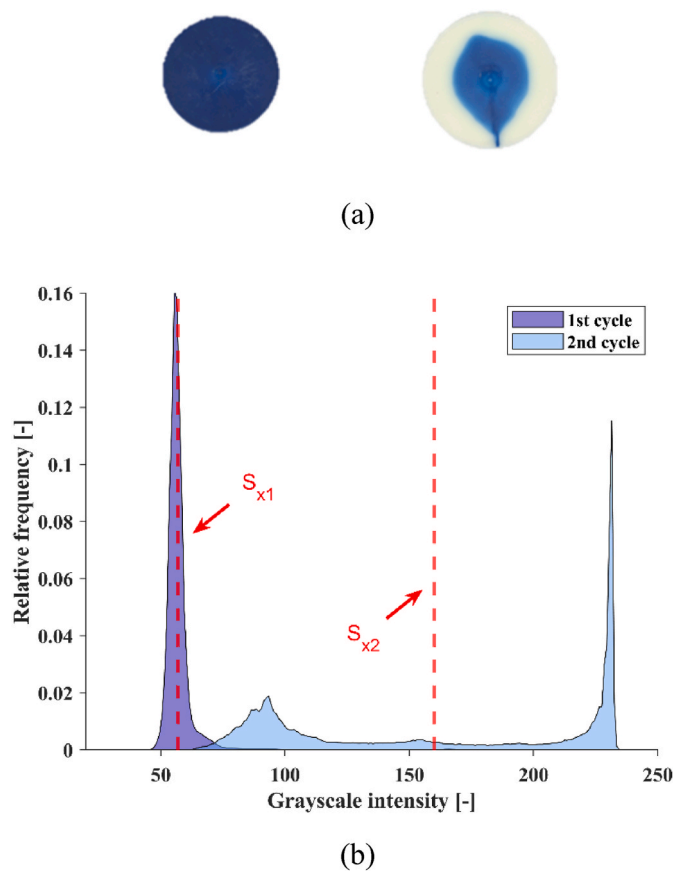 (a)
0.16
0.14
0.12
0.1
0.08
0.06
0.04
0.02
0
Relative frequency [-]
1st cycle
2nd cycle
Sx1
Sx2
50
100
150
200
250
Grayscale intensity [-]
(b)